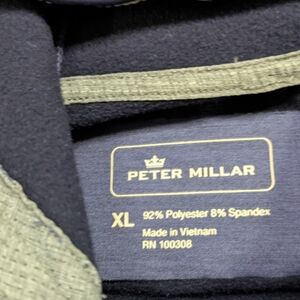 PETER MILLAR
XL 92% Polyester 8% Spandex
Made in Vietnam
RN 100308